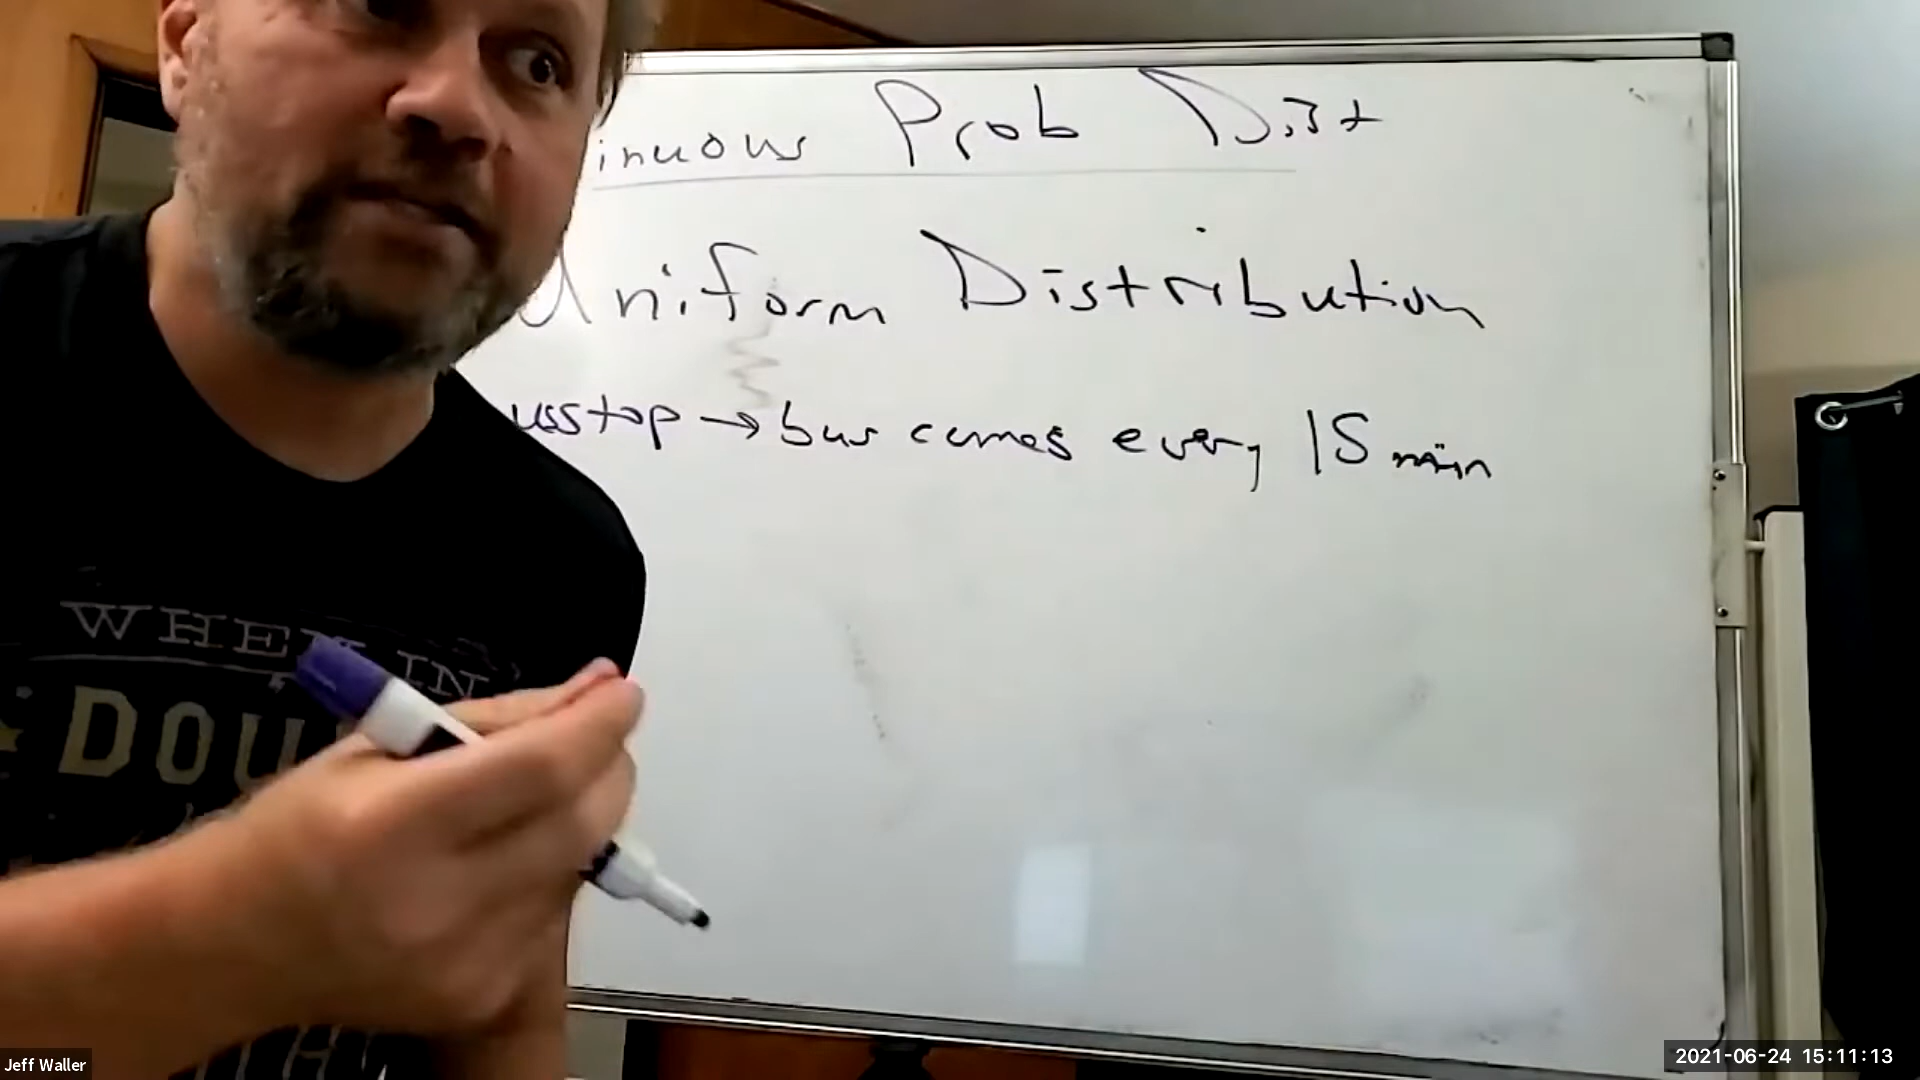 inuous Prob Dist
Uniform Distribution
usstop → bus comes every 15 min
WHEN IN
DOU
Jeff Waller
2021-06-24 15:11:13